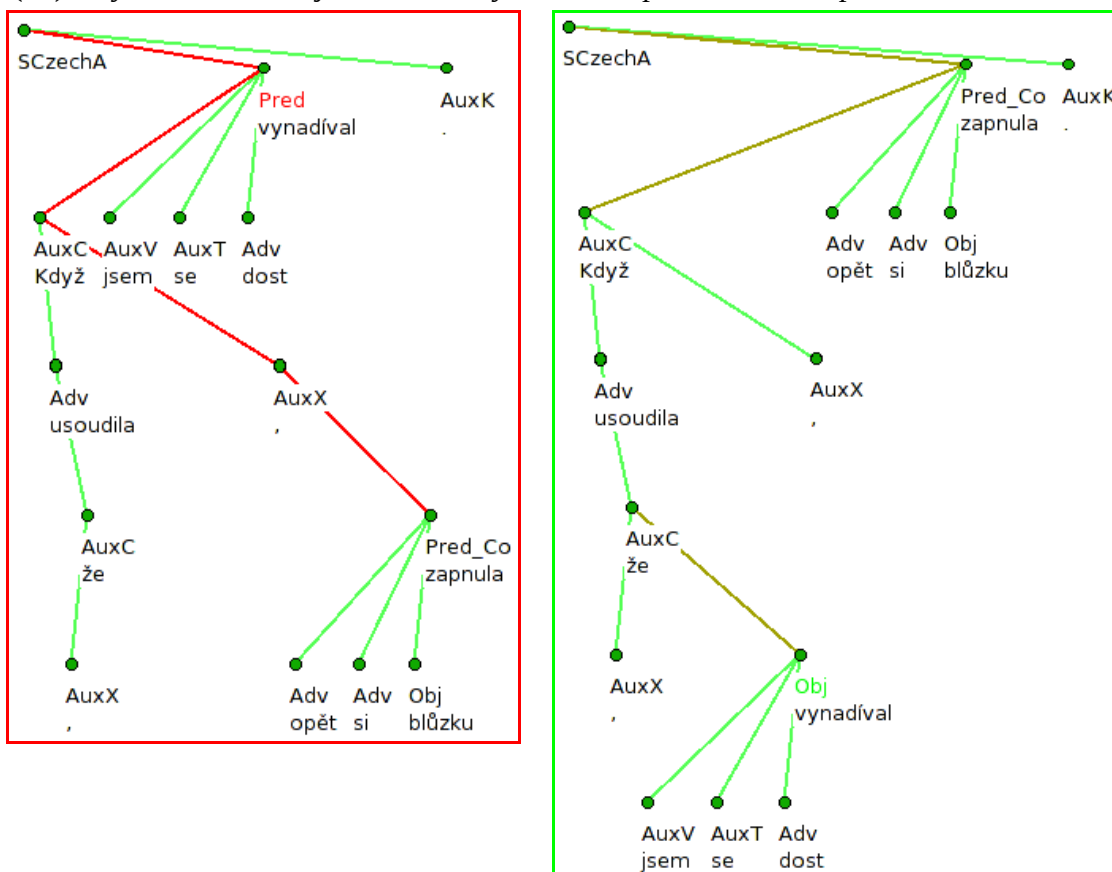 SCzechA
Pred
vynadíval
AuxK
.
AuxC AuxV AuxT Adv
Když jsem se dost
Adv
usoudila
AuxX
,
AuxC
že
Pred_Co
zapnula
AuxX
,
Adv Adv Obj
opět si blůzku
SCzechA
Pred_Co AuxK
zapnula .
AuxC
Když
Adv Adv Obj
opět si blůzku
Adv
usoudila
AuxX
,
AuxC
že
AuxX
,
Obj
vynadíval
AuxV AuxT Adv
jsem se dost